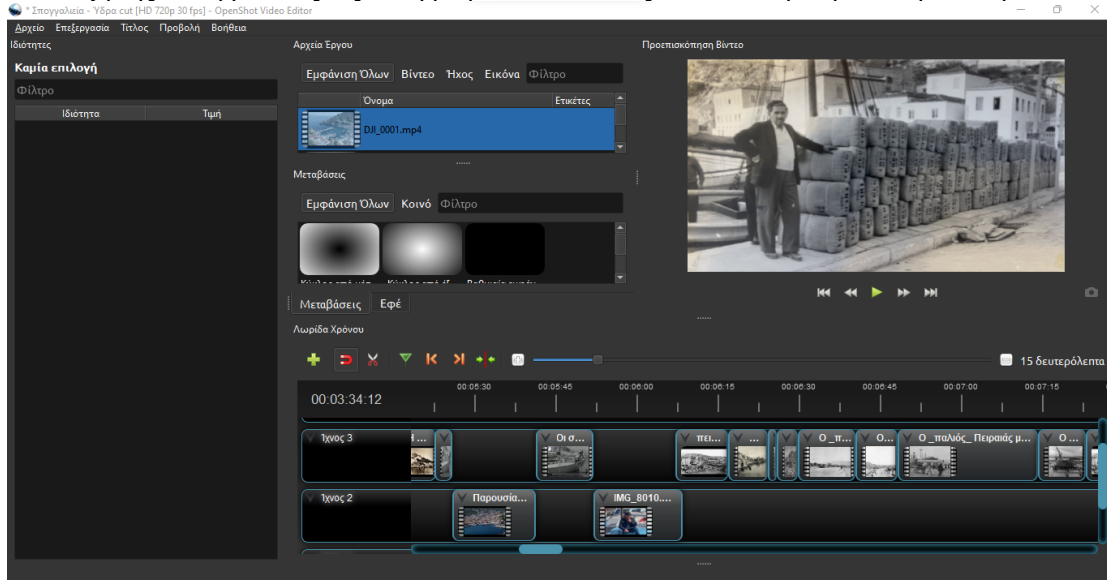 * Σπογγαλιεία - Ύδρα cut [HD 720p 30 fps] - OpenShot Video Editor
Αρχείο Επεξεργασία Τίτλος Προβολή Βοήθεια
Ιδιότητες
Καμία επιλογή
Φίλτρο
Ιδιότητα Τιμή
Αρχεία Έργου
Εμφάνιση Όλων Βίντεο Ήχος Εικόνα Φίλτρο
Όνομα Ετικέτες
DJI_0001.mp4
Μεταβάσεις
Εμφάνιση Όλων Κοινό Φίλτρο
Μεταβάσεις Εφέ
Προεπισκόπηση Βίντεο
Λωρίδα Χρόνου
15 δευτερόλεπτα
00:03:34:12
00:05:30 00:05:45 00:06:00 00:06:15 00:06:30 00:06:45 00:07:00 00:07:15
Ίχνος 3
Οι σ... πει... ... Ο _π... Ο... Ο _παλιός_ Πειραιάς μ... Ο ...
Ίχνος 2
Παρουσία... IMG_8010....